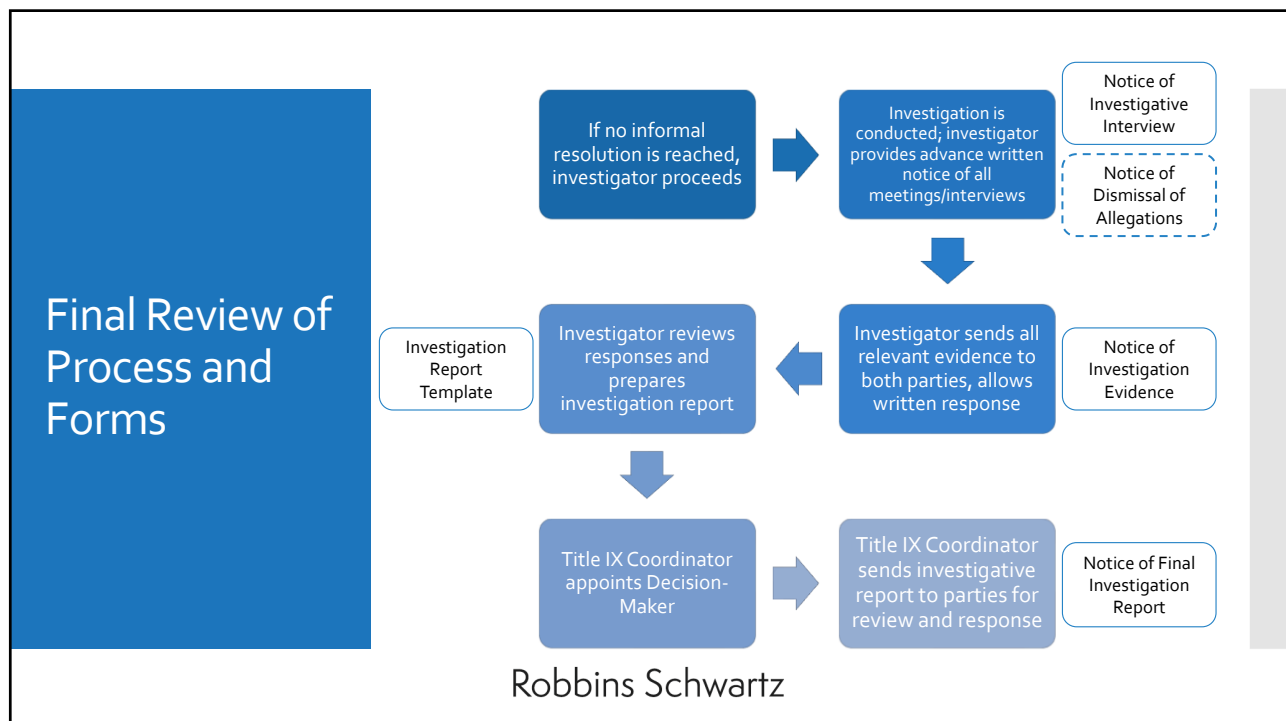 Final Review of
Process and
Forms
If no informal
resolution is reached,
investigator proceeds
Investigation is
conducted; investigator
provides advance written
notice of all
meetings/interviews
Notice of
Investigative
Interview
Notice of
Dismissal of
Allegations
Investigator sends all
relevant evidence to
both parties, allows
written response
Notice of
Investigation
Evidence
Investigator reviews
responses and
prepares
investigation report
Investigation
Report
Template
Title IX Coordinator
appoints Decision-
Maker
Title IX Coordinator
sends investigative
report to parties for
review and response
Notice of Final
Investigation
Report
Robbins Schwartz